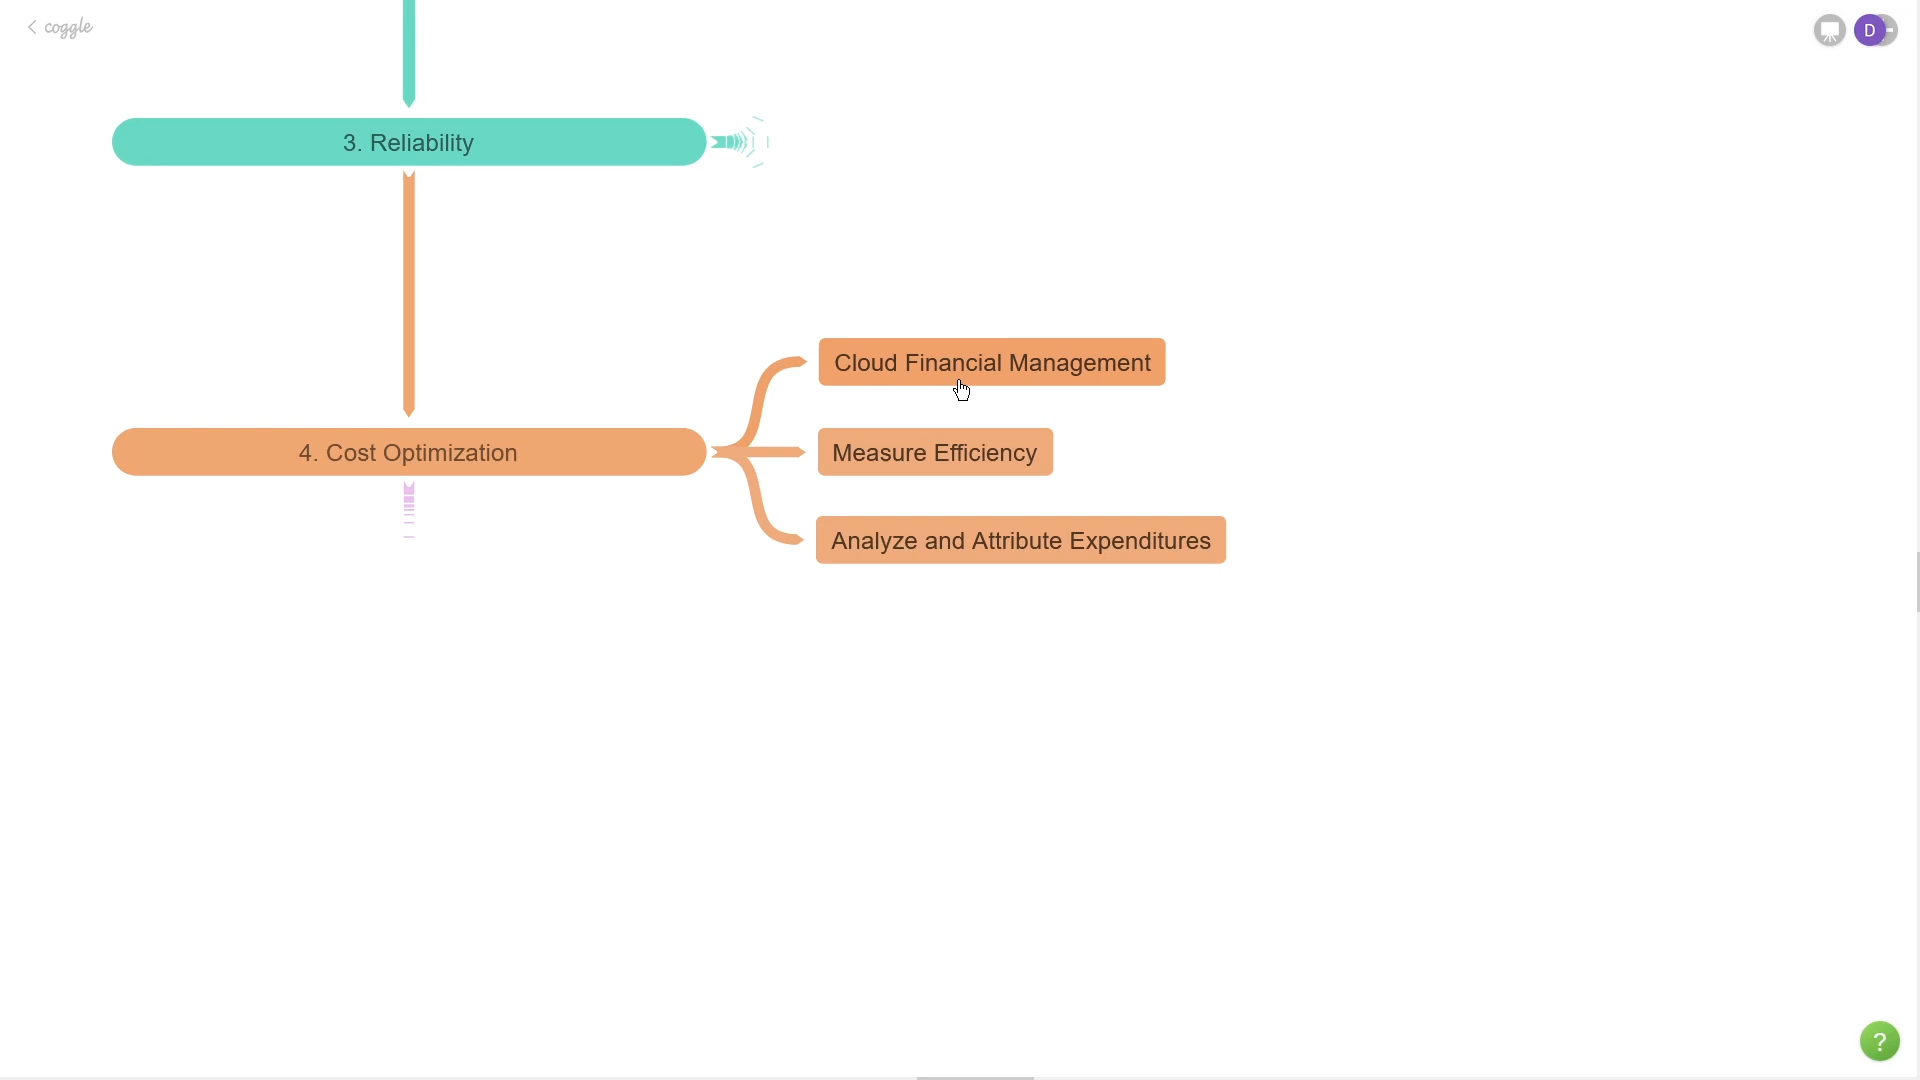 coggle
D
3. Reliability
Cloud Financial Management
4. Cost Optimization
Measure Efficiency
Analyze and Attribute Expenditures
?